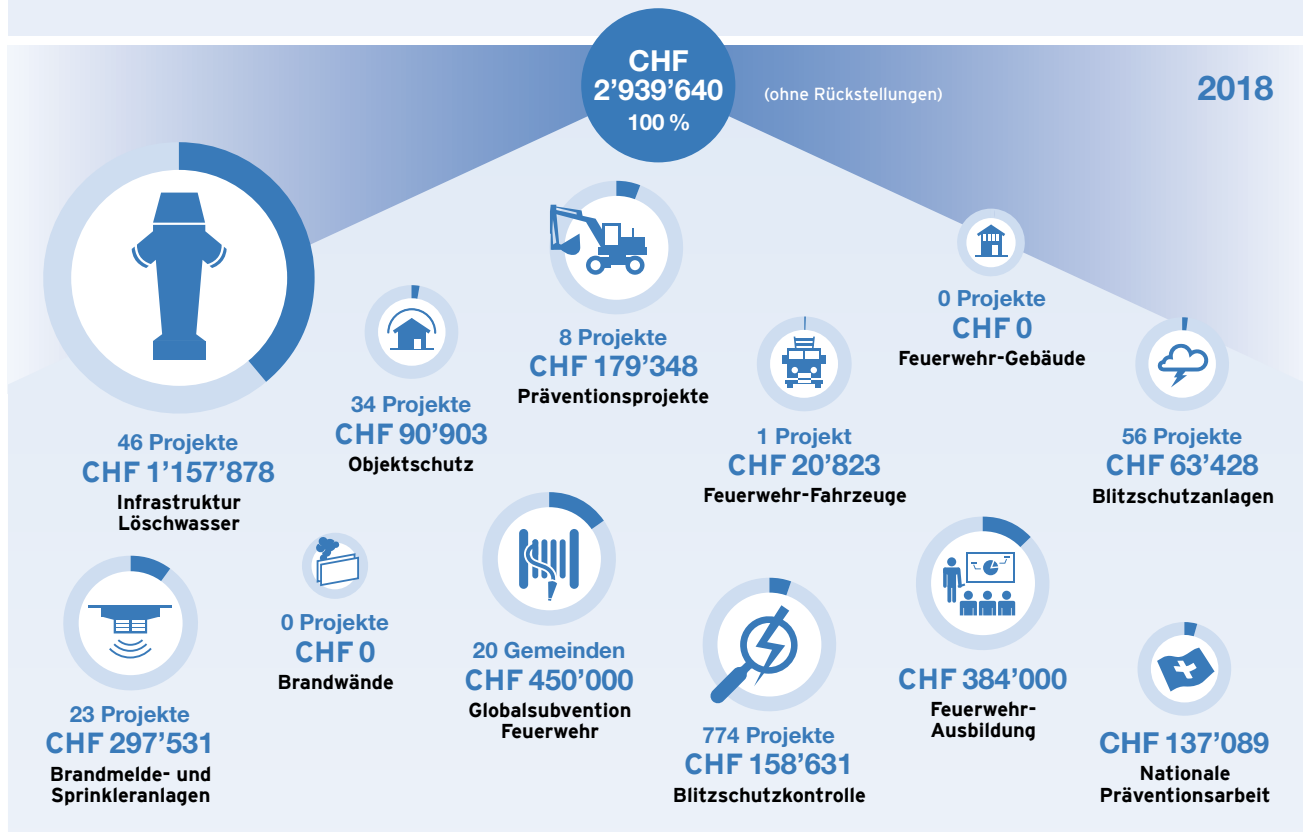 CHF
2’939’640
100 %
(ohne Rückstellungen)
2018
46 Projekte
CHF 1’157’878
Infrastruktur
Löschwasser
34 Projekte
CHF 90’903
Objektschutz
8 Projekte
CHF 179’348
Präventionsprojekte
1 Projekt
CHF 20’823
Feuerwehr-Fahrzeuge
0 Projekte
CHF 0
Feuerwehr-Gebäude
56 Projekte
CHF 63’428
Blitzschutzanlagen
23 Projekte
CHF 297’531
Brandmelde- und
Sprinkleranlagen
0 Projekte
CHF 0
Brandwände
20 Gemeinden
CHF 450’000
Globalsubvention
Feuerwehr
774 Projekte
CHF 158’631
Blitzschutzkontrolle
CHF 384’000
Feuerwehr-
Ausbildung
CHF 137’089
Nationale
Präventionsarbeit